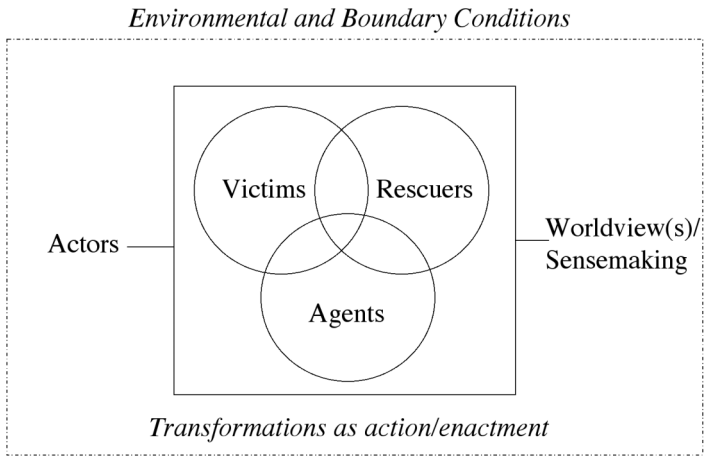 Environmental and Boundary Conditions
Victims
Rescuers
Actors
Worldview(s)/
Sensemaking
Agents
Transformations as action/enactment